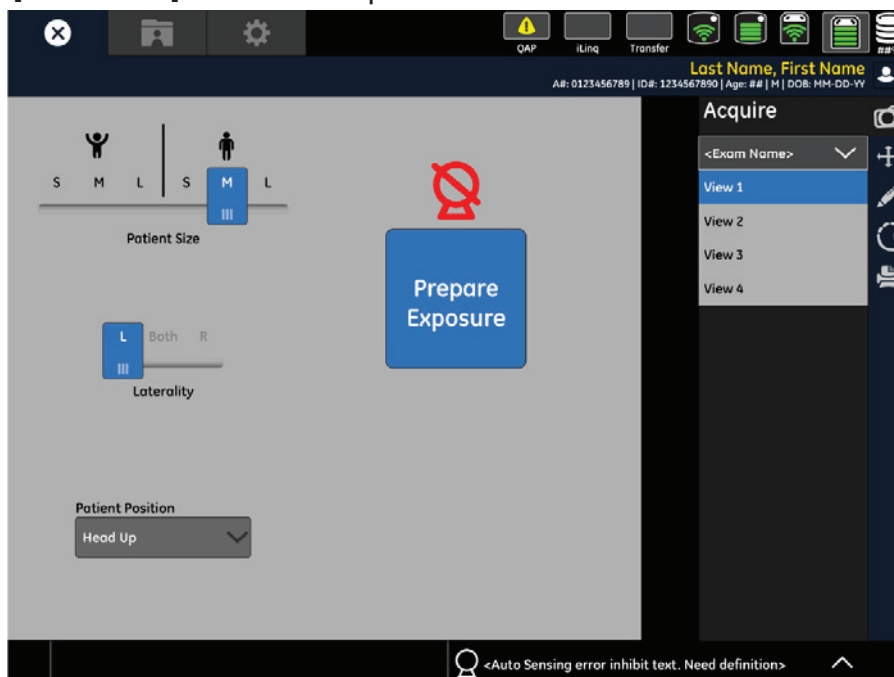 QAP iLinq Transfer ##
Last Name, First Name
A#: 0123456789 | ID#: 1234567890 | Age: ## | M | DOB: MM-DD-YY
Acquire
<Exam Name>
View 1
View 2
View 3
View 4
S M L S M L
Patient Size
Prepare
Exposure
L Both R
Laterality
Patient Position
Head Up
<Auto Sensing error inhibit text. Need definition>